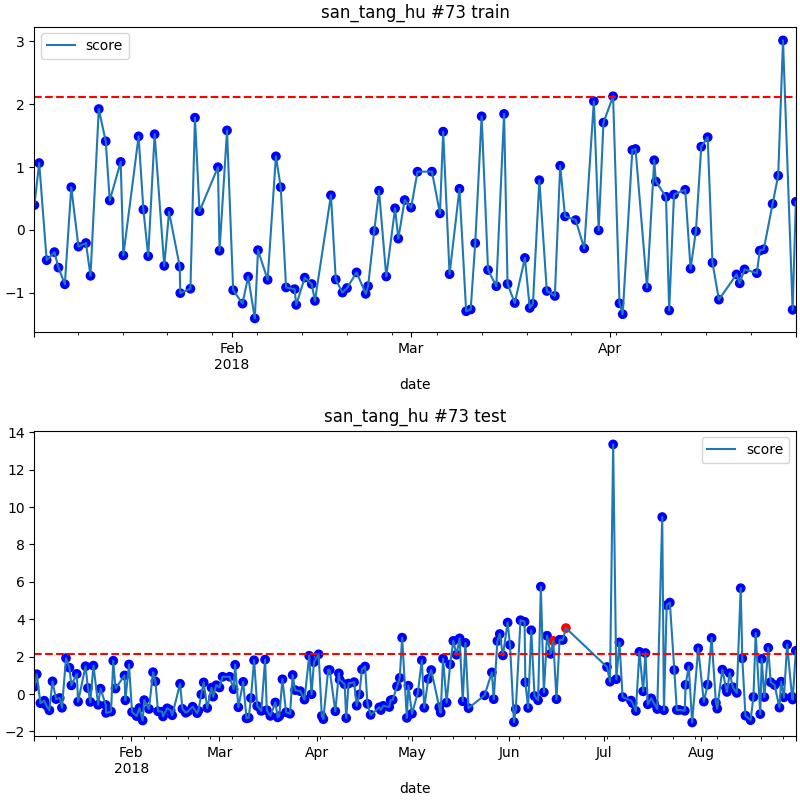 san_tang_hu #73 train
score
3
2
1
0
−1
Feb
2018
Mar
Apr
date
san_tang_hu #73 test
score
14
12
10
8
6
4
2
0
−2
Feb
2018
Mar
Apr
May
Jun
Jul
Aug
date